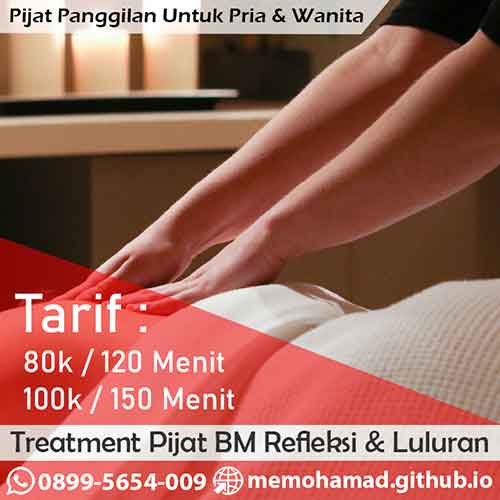 Pijat Panggilan Untuk Pria & Wanita
Tarif :
80k / 120 Menit
100k / 150 Menit
Treatment Pijat BM Refleksi & Luluran
0899-5654-009 memohamad.github.io